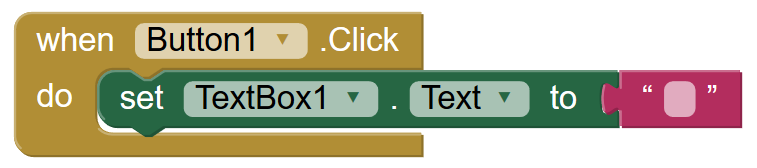 when Button1 ▼ .Click
do set TextBox1 ▼ . Text ▼ to “ ”